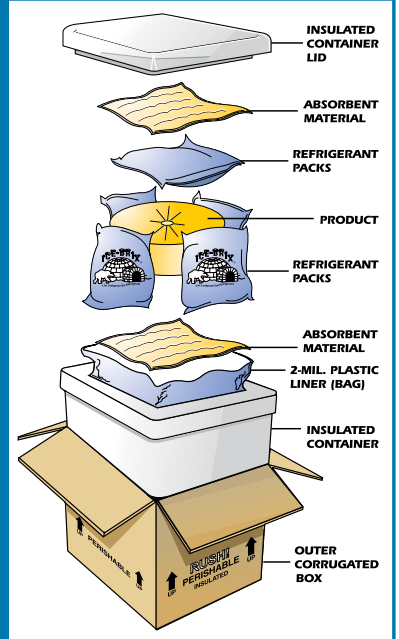 INSULATED
CONTAINER
LID
ABSORBENT
MATERIAL
REFRIGERANT
PACKS
PRODUCT
ICE-BRIX
ICE-BRIX
REFRIGERANT
PACKS
ABSORBENT
MATERIAL
2-MIL. PLASTIC
LINER (BAG)
INSULATED
CONTAINER
UP
PERISHABLE
UP
RUSH!
PERISHABLE
INSULATED
UP
UP
OUTER
CORRUGATED
BOX